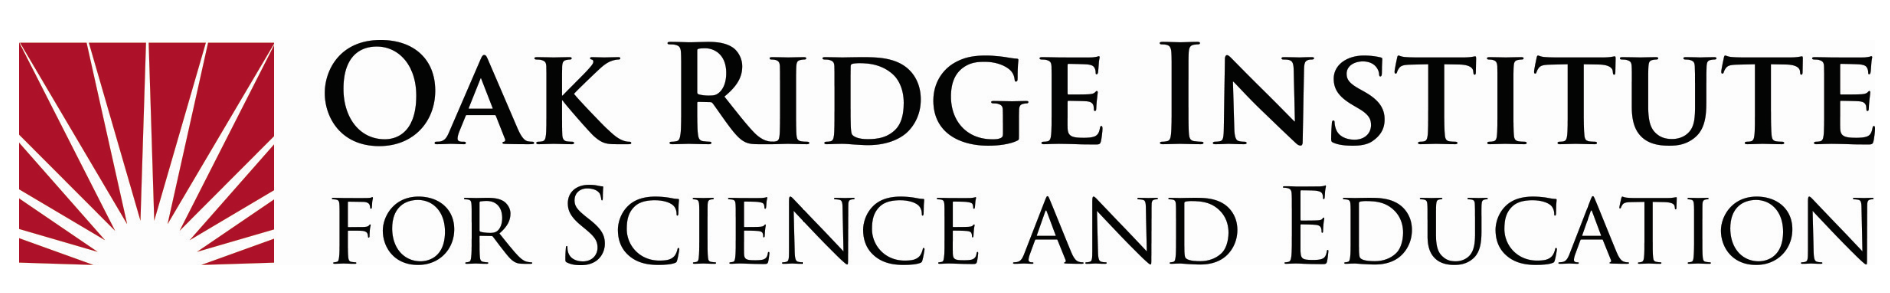 OAK RIDGE INSTITUTE
FOR SCIENCE AND EDUCATION